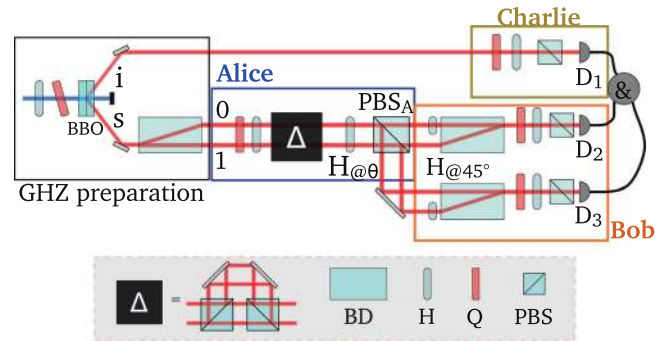 Charlie
i
Alice
PBS_A
D_1
&
s
0
BBO
Δ
D_2
1
H_@θ
H_@45°
GHZ preparation
D_3
Bob
Δ =
BD
H
Q
PBS